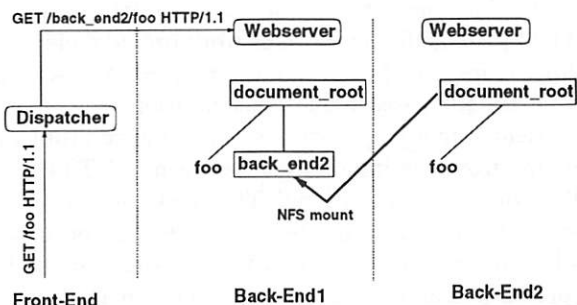 GET /back_end2/foo HTTP/1.1
Webserver
Webserver
document_root
document_root
Dispatcher
foo
back_end2
foo
NFS mount
GET /foo HTTP/1.1
Front-End
Back-End1
Back-End2